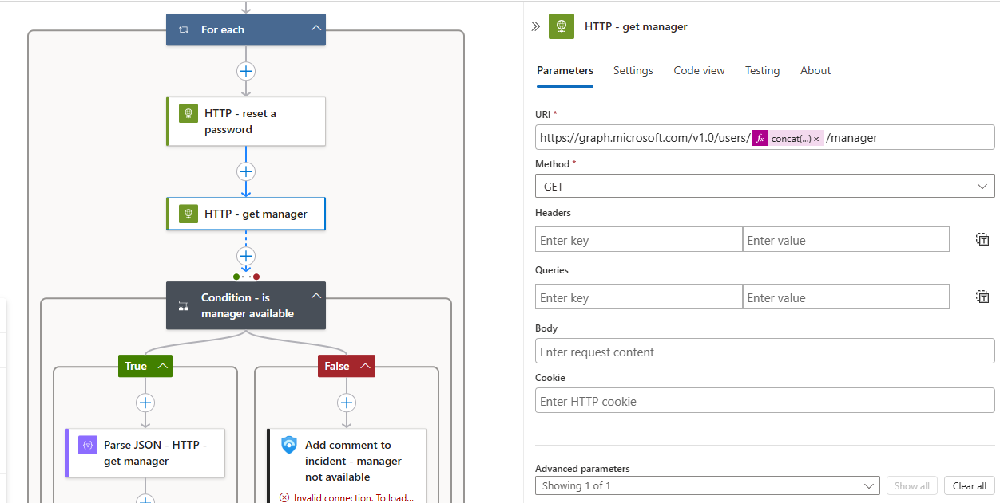 For each
HTTP - reset a
password
HTTP - get manager
Condition - is
manager available
True
False
Parse JSON - HTTP -
get manager
Add comment to
incident - manager
not available
Invalid connection. To load...
HTTP - get manager
Parameters
Settings
Code view
Testing
About
URI *
https://graph.microsoft.com/v1.0/users/ fx concat(...) × /manager
Method *
GET
Headers
Enter key
Enter value
Queries
Enter key
Enter value
Body
Enter request content
Cookie
Enter HTTP cookie
Advanced parameters
Showing 1 of 1
Show all
Clear all